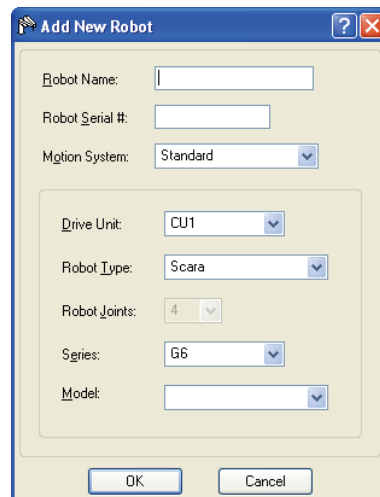 Add New Robot
Robot Name:
Robot Serial #:
Motion System: Standard
Drive Unit: CU1
Robot Type: Scara
Robot Joints: 4
Series: G6
Model:
OK Cancel